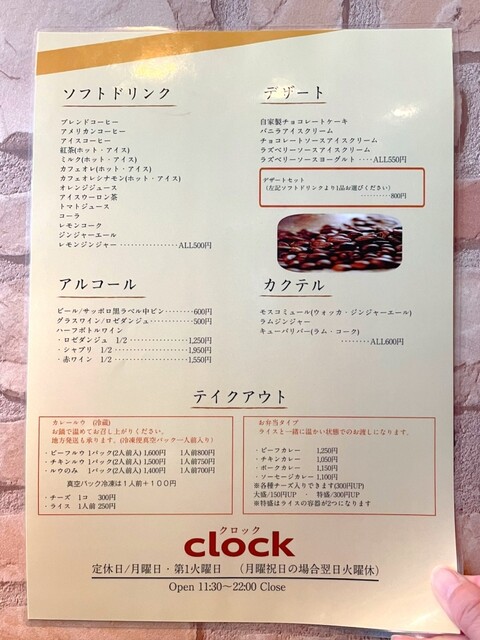 ソフトドリンク
ブレンドコーヒー
アメリカンコーヒー
アイスコーヒー
紅茶(ホット・アイス)
ミルク(ホット・アイス)
カフェオレ(ホット・アイス)
カフェオレシナモン(ホット・アイス)
オレンジジュース
アイスウーロン茶
トマトジュース
コーラ
レモンコーク
ジンジャーエール
レモンジンジャー ‥‥‥‥‥‥‥‥ALL500円
デザート
自家製チョコレートケーキ
バニラアイスクリーム
チョコレートソースアイスクリーム
ラズベリーソースアイスクリーム
ラズベリーソースヨーグルト ‥‥ALL550円
デザートセット
(左記ソフトドリンクより1品お選びください)
‥‥‥‥‥800円
アルコール
ビール/サッポロ黒ラベル中ビン‥‥‥‥600円
グラスワイン/ロゼダンジュ‥‥‥‥‥‥500円
ハーフボトルワイン
・ロゼダンジュ 1/2 ‥‥‥‥‥‥‥‥1,250円
・シャブリ 1/2 ‥‥‥‥‥‥‥‥‥‥1,950円
・赤ワイン 1/2 ‥‥‥‥‥‥‥‥‥‥1,550円
カクテル
モスコミュール(ウォッカ・ジンジャーエール)
ラムジンジャー
キューバリバー(ラム・コーク)
‥‥‥‥ALL600円
テイクアウト
カレールウ (冷蔵)
お鍋で温めてお召し上がりください。
地方発送も承ります。(冷凍便真空パック一人前入り)
・ビーフルウ 1パック(2人前入) 1,600円 1人前800円
・チキンルウ 1パック(2人前入) 1,500円 1人前750円
・ルウのみ 1パック(2人前入) 1,400円 1人前700円
真空パック冷凍は1人前+100円
・チーズ 1コ 300円
・ライス 1人前 250円
お弁当タイプ
ライスと一緒に温かい状態でのお渡しになります。
・ビーフカレー 1,250円
・チキンカレー 1,050円
・ポークカレー 1,150円
・ソーセージカレー 1,100円
※各種チーズ入りできます(300円UP)
大盛/150円UP ・ 特盛/300円UP
※特盛はライスの容器が2つになります
クロック
clock
定休日/月曜日・第1火曜日 (月曜祝日の場合翌日火曜休)
Open 11:30~22:00 Close